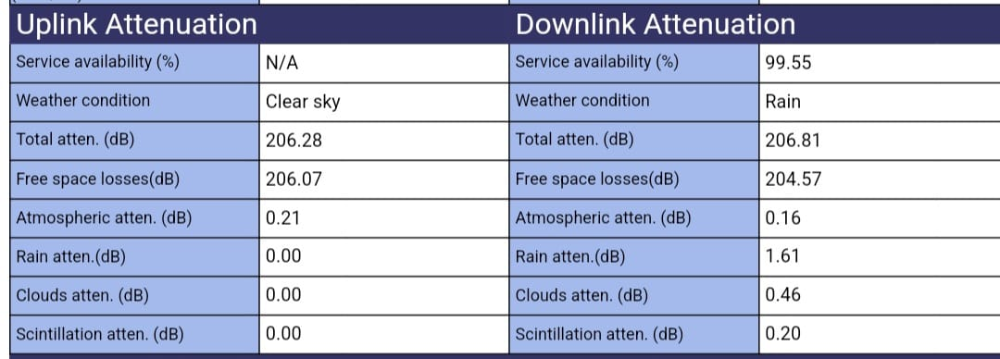 Uplink Attenuation Downlink Attenuation
Service availability (%) N/A Service availability (%) 99.55
Weather condition Clear sky Weather condition Rain
Total atten. (dB) 206.28 Total atten. (dB) 206.81
Free space losses(dB) 206.07 Free space losses(dB) 204.57
Atmospheric atten. (dB) 0.21 Atmospheric atten. (dB) 0.16
Rain atten.(dB) 0.00 Rain atten.(dB) 1.61
Clouds atten. (dB) 0.00 Clouds atten. (dB) 0.46
Scintillation atten. (dB) 0.00 Scintillation atten. (dB) 0.20